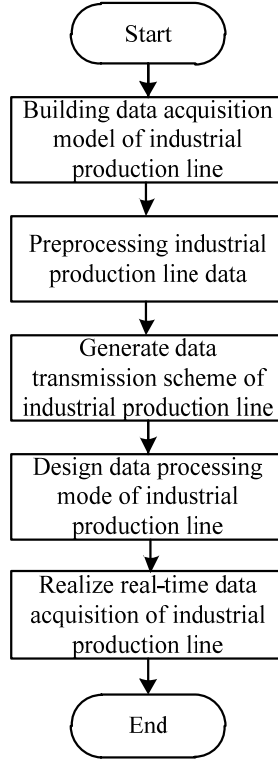 Start
Building data acquisition
model of industrial
production line
Preprocessing industrial
production line data
Generate data
transmission scheme of
industrial production line
Design data processing
mode of industrial
production line
Realize real-time data
acquisition of industrial
production line
End